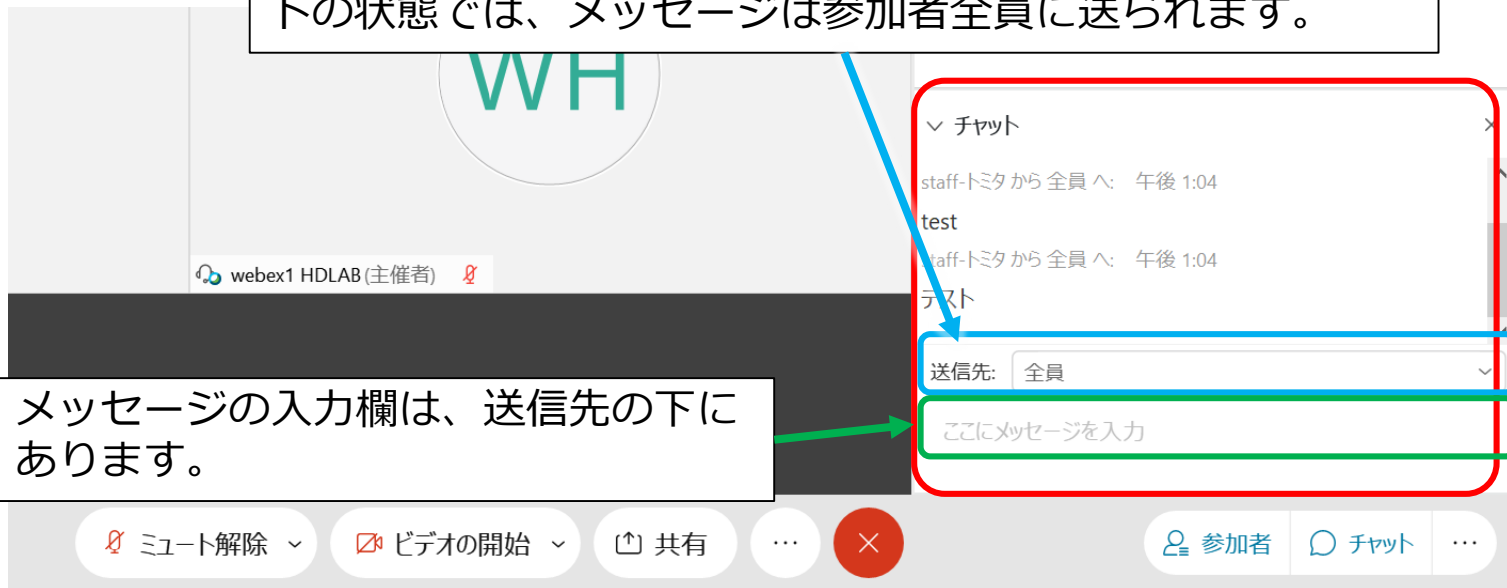 トの状態では、メッセージは参加者全員に送られます。
WH
チャット
staff-トミタ から 全員 へ: 午後 1:04
test
staff-トミタ から 全員 へ: 午後 1:04
テスト
webex1 HDLAB (主催者)
送信先: 全員
ここにメッセージを入力
メッセージの入力欄は、送信先の下に
あります。
ミュート解除 ビデオの開始 共有 ... 参加者 チャット ...